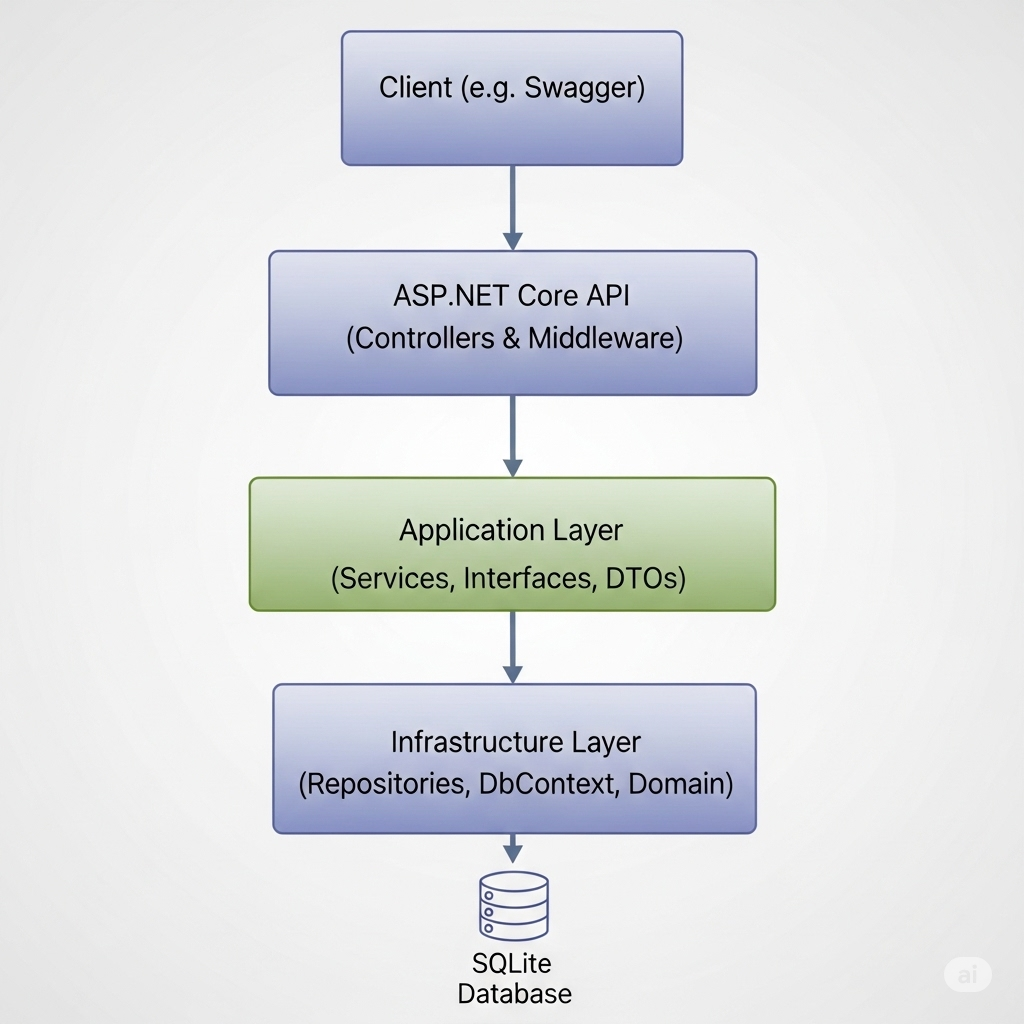 Client (e.g. Swagger)
ASP.NET Core API
(Controllers & Middleware)
Application Layer
(Services, Interfaces, DTOs)
Infrastructure Layer
(Repositories, DbContext, Domain)
SQLite
Database
ai